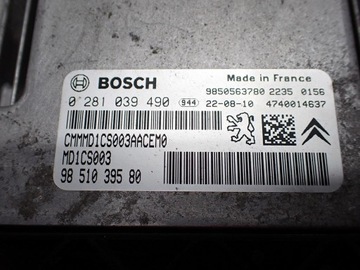 BOSCH
Made in France
9850563780 2235 0156
0 281 039 490 944 22-08-10 4740014637
CMMMD1CS003AACEM0
MD1CS003
98 510 395 80